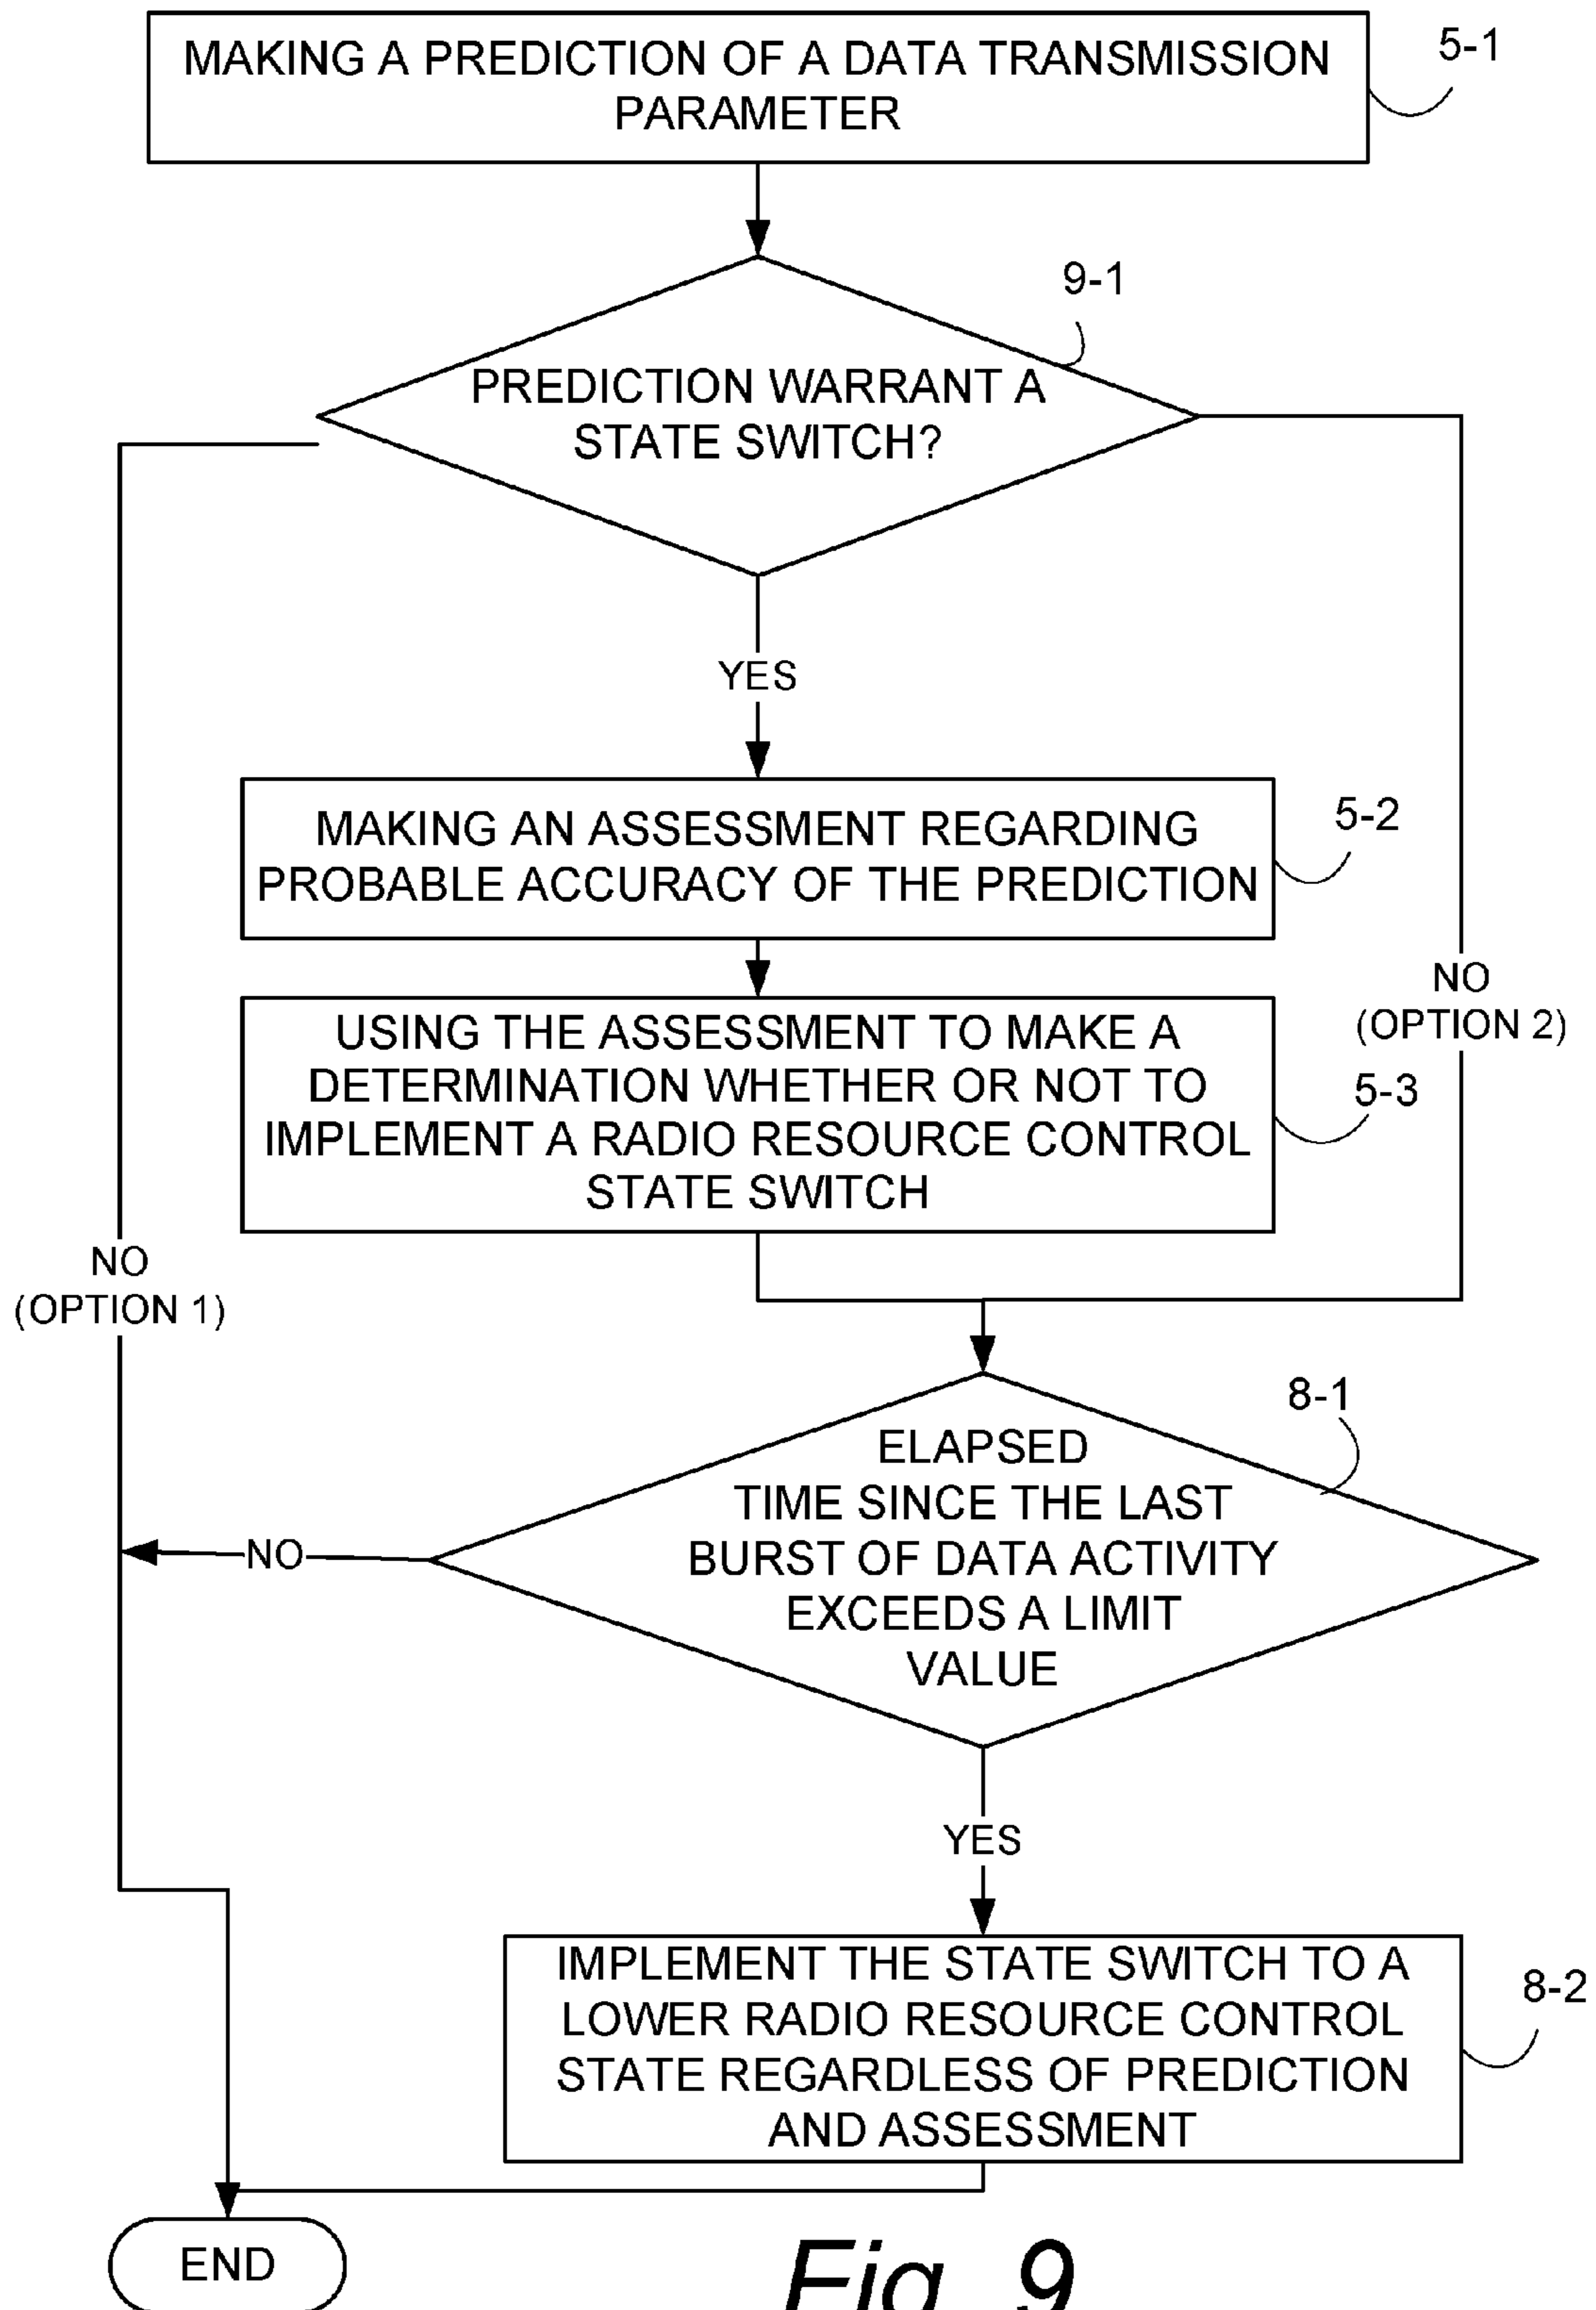 MAKING A PREDICTION OF A DATA TRANSMISSION
PARAMETER
5-1
9-1
PREDICTION WARRANT A
STATE SWITCH?
YES
MAKING AN ASSESSMENT REGARDING
PROBABLE ACCURACY OF THE PREDICTION
5-2
NO
(OPTION 2)
USING THE ASSESSMENT TO MAKE A
DETERMINATION WHETHER OR NOT TO
IMPLEMENT A RADIO RESOURCE CONTROL
STATE SWITCH
5-3
NO
(OPTION 1)
8-1
ELAPSED
TIME SINCE THE LAST
BURST OF DATA ACTIVITY
EXCEEDS A LIMIT
VALUE
NO
YES
IMPLEMENT THE STATE SWITCH TO A
LOWER RADIO RESOURCE CONTROL
STATE REGARDLESS OF PREDICTION
AND ASSESSMENT
8-2
END
Fig. 9